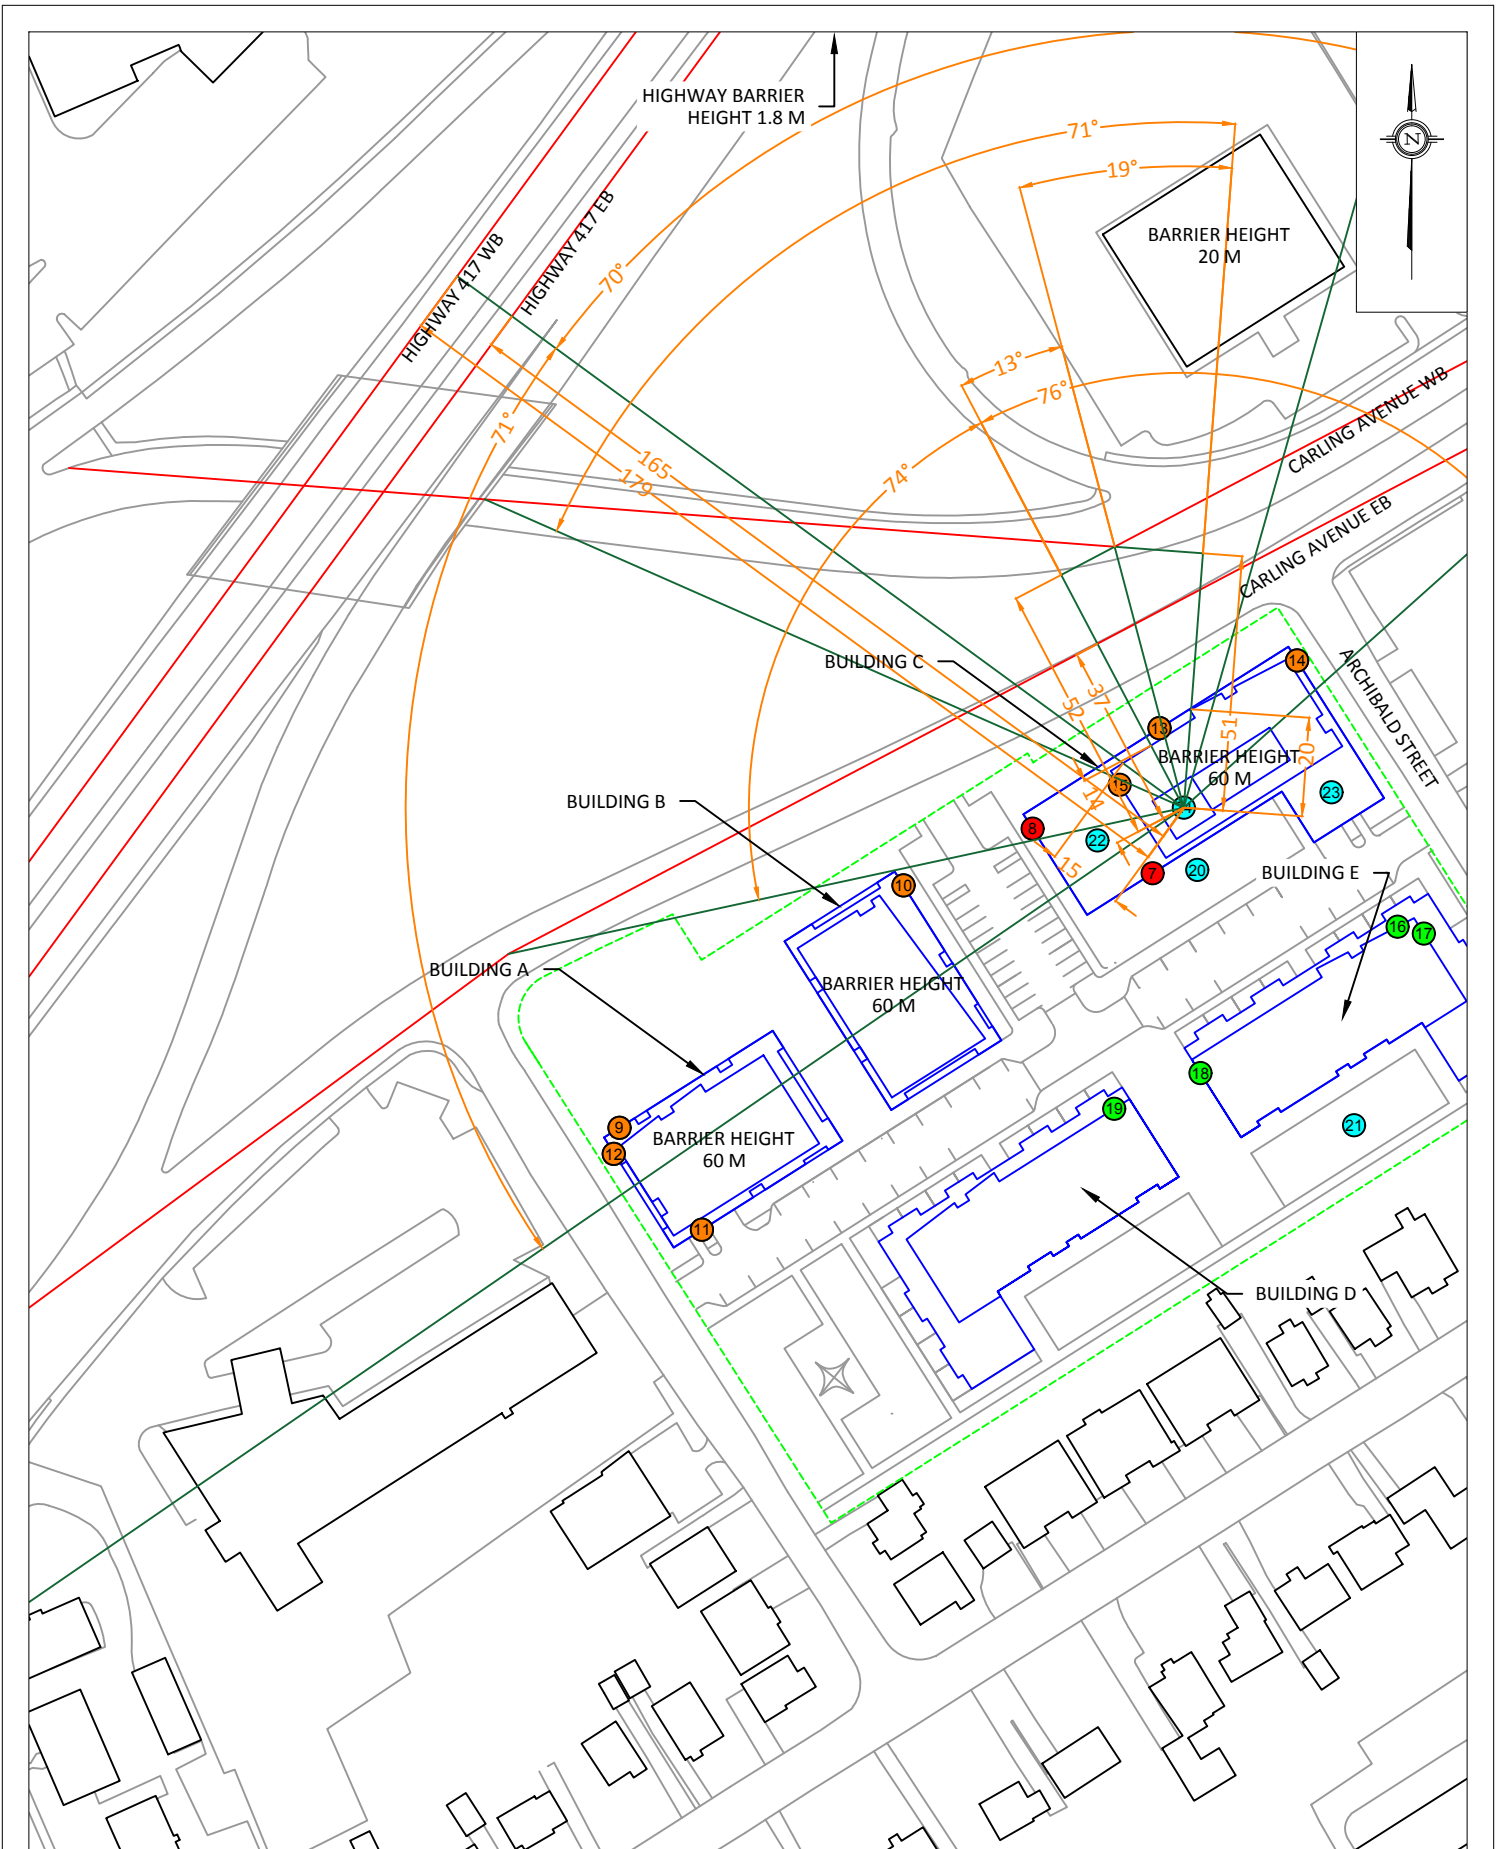 HIGHWAY BARRIER
HEIGHT 1.8 M
71°
19°
N
BARRIER HEIGHT
20 M
HIGHWAY 417 WB
HIGHWAY 417 EB
70°
13°
76°
71°
165
179
74°
CARLING AVENUE WB
CARLING AVENUE EB
ARCHIBALD STREET
BUILDING C
14
37
52
13
51
20
BARRIER HEIGHT
60 M
15
14
23
8
22
15
7
20
BUILDING B
BUILDING E
10
16
17
BUILDING A
BARRIER HEIGHT
60 M
18
19
21
9
12
BARRIER HEIGHT
60 M
11
BUILDING D